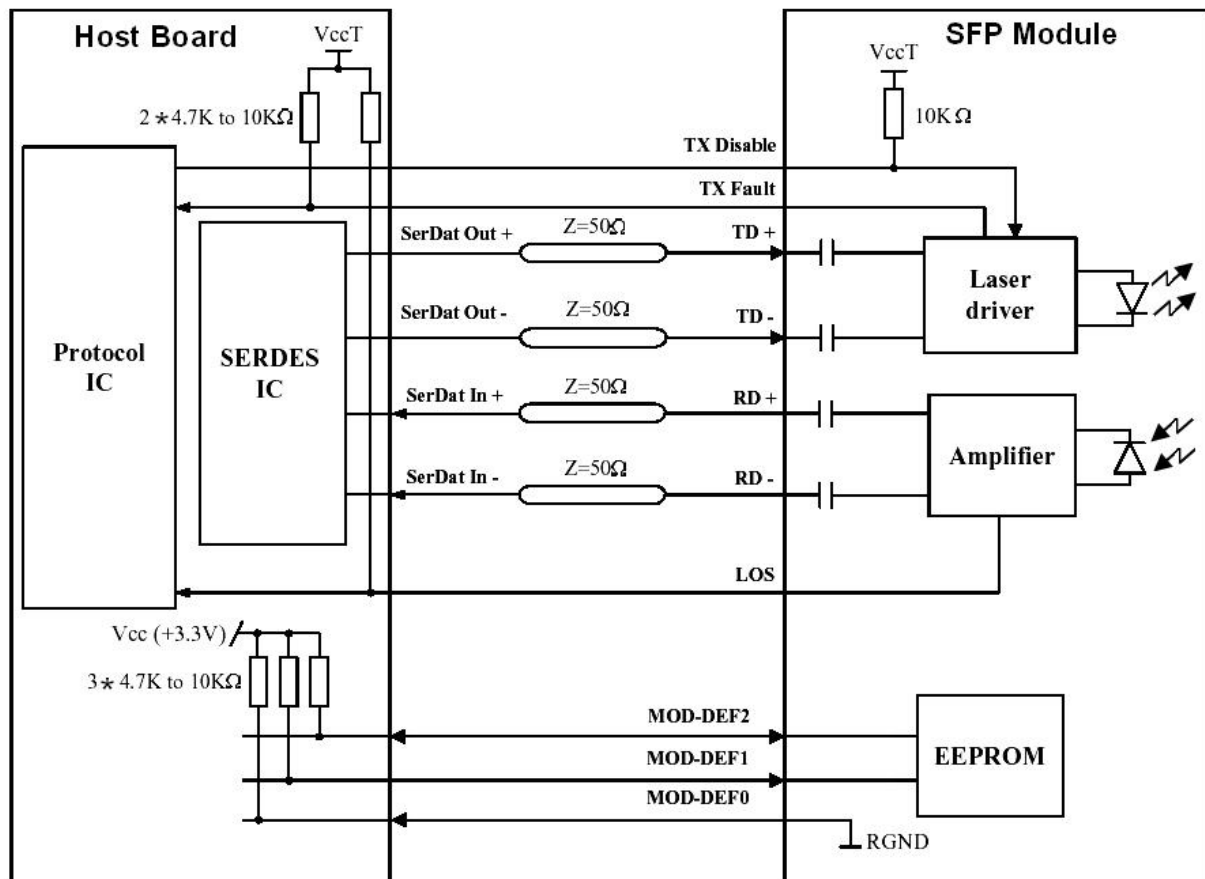 Host Board
SFP Module
VccT
VccT
2*4.7K to 10KΩ
10KΩ
TX Disable
TX Fault
SerDat Out +
Z=50Ω
TD +
Laser
driver
SerDat Out -
Z=50Ω
TD -
Protocol
IC
SERDES
IC
SerDat In +
Z=50Ω
RD +
Amplifier
SerDat In -
Z=50Ω
RD -
LOS
Vcc (+3.3V)
3*4.7K to 10KΩ
MOD-DEF2
MOD-DEF1
EEPROM
MOD-DEF0
RGND